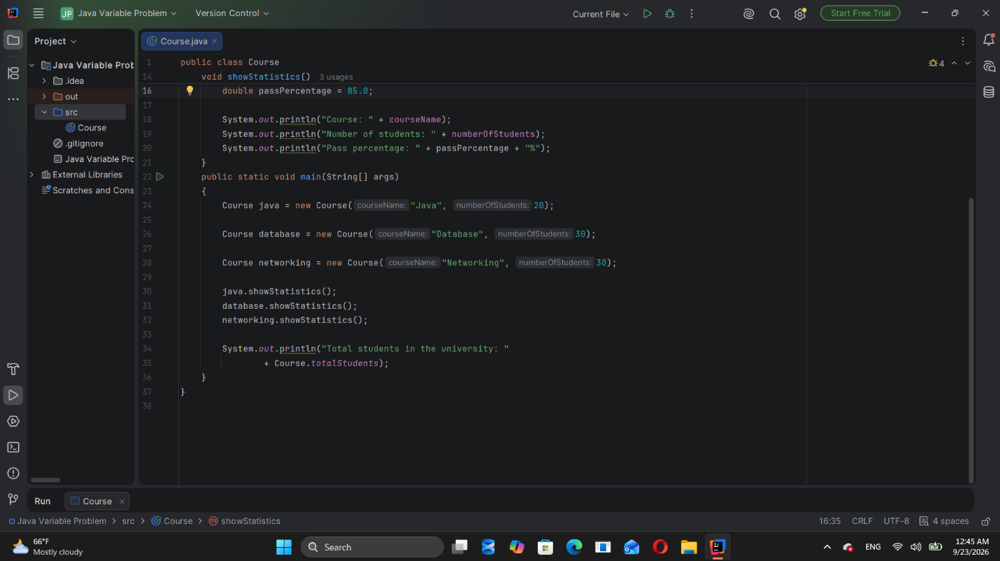 JP Java Variable Problem Version Control Current File Start Free Trial
Project
Course.java
Java Variable Prob
.idea
out
src
Course
.gitignore
Java Variable Prc
External Libraries
Scratches and Cons
4
1 public class Course
14 void showStatistics() 3 usages
16 double passPercentage = 85.0;
17
18 System.out.println("Course: " + courseName);
19 System.out.println("Number of students: " + numberOfStudents);
20 System.out.println("Pass percentage: " + passPercentage + "%");
21 }
22 public static void main(String[] args)
23 {
24 Course java = new Course( courseName: "Java", numberOfStudents: 20);
25
26 Course database = new Course( courseName: "Database", numberOfStudents: 30);
27
28 Course networking = new Course( courseName: "Networking", numberOfStudents: 30);
29
30 java.showStatistics();
31 database.showStatistics();
32 networking.showStatistics();
33
34 System.out.println("Total students in the university: "
35 + Course.totalStudents);
36 }
37 }
38
Run Course
Java Variable Problem > src > Course > showStatistics 16:35 CRLF UTF-8 4 spaces
66°F
Mostly cloudy
Search
ENG
12:45 AM
9/23/2026